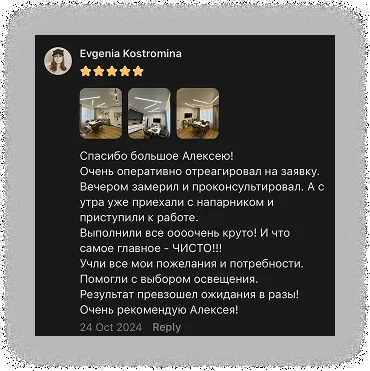 Evgenia Kostromina
Спасибо большое Алексею!
Очень оперативно отреагировал на заявку.
Вечером замерил и проконсультировал. А с
утра уже приехали с напарником и
приступили к работе.
Выполнили все ооооочень круто! И что
самое главное - ЧИСТО!!!
Учли все мои пожелания и потребности.
Помогли с выбором освещения.
Результат превзошел ожидания в разы!
Очень рекомендую Алексея!
24 Oct 2024 Reply